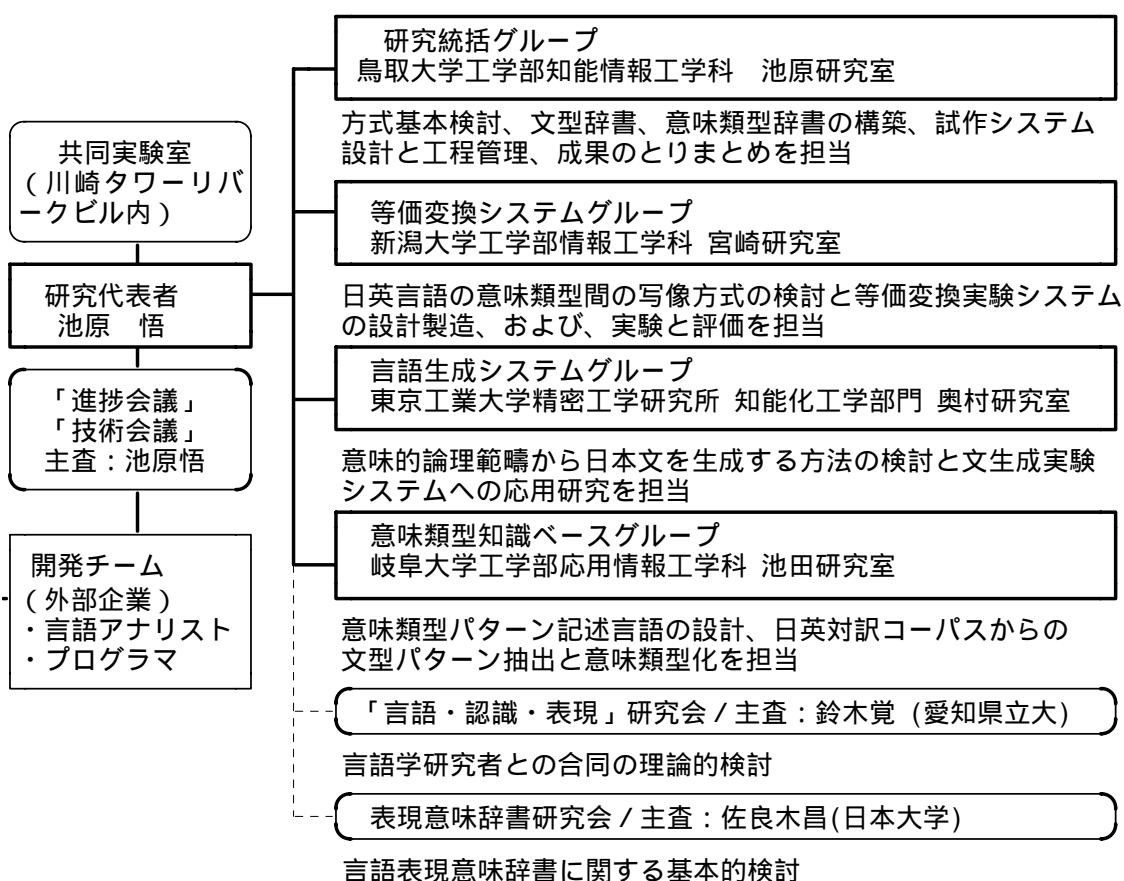 共同実験室
（川崎タワーリバ
ークビル内）
研究代表者
池原　悟
「進捗会議」
「技術会議」
主査：池原悟
開発チーム
（外部企業）
・言語アナリスト
・プログラマ
研究統括グループ
鳥取大学工学部知能情報工学科　池原研究室
方式基本検討、文型辞書、意味類型辞書の構築、試作システム
設計と工程管理、成果のとりまとめを担当
等価変換システムグループ
新潟大学工学部情報工学科 宮崎研究室
日英言語の意味類型間の写像方式の検討と等価変換実験システム
の設計製造、および、実験と評価を担当
言語生成システムグループ
東京工業大学精密工学研究所 知能化工学部門 奥村研究室
意味的論理範疇から日本文を生成する方法の検討と文生成実験
システムへの応用研究を担当
意味類型知識ベースグループ
岐阜大学工学部応用情報工学科 池田研究室
意味類型パターン記述言語の設計、日英対訳コーパスからの
文型パターン抽出と意味類型化を担当
「言語・認識・表現」研究会 / 主査：鈴木覚 (愛知県立大)
言語学研究者との合同の理論的検討
表現意味辞書研究会 / 主査：佐良木昌(日本大学)
言語表現意味辞書に関する基本的検討